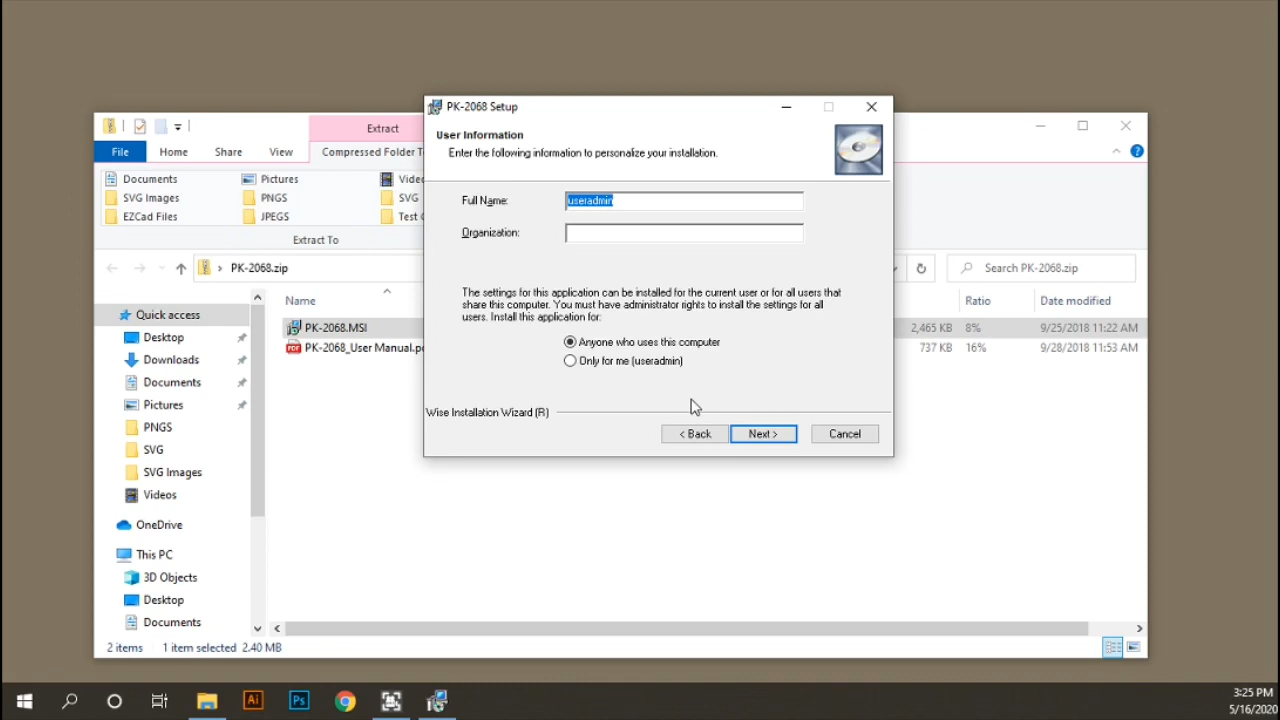 PK-2068 Setup
User Information
Enter the following information to personalize your installation.
Full Name:
useradmin
Organization:
The settings for this application can be installed for the current user or for all users that
share this computer. You must have administrator rights to install the settings for all
users. Install this application for:
Anyone who uses this computer
Only for me (useradmin)
Wise Installation Wizard (R)
< Back
Next >
Cancel
Extract
File
Home
Share
View
Compressed Folder T
Documents
Pictures
Video
SVG Images
PNGS
SVG
EZCad Files
JPEGS
Test
Extract To
PK-2068.zip
Search PK-2068.zip
Name
Ratio
Date modified
PK-2068.MSI
2,465 KB
8%
9/25/2018 11:22 AM
PK-2068_User Manual.p
737 KB
16%
9/28/2018 11:53 AM
Quick access
Desktop
Downloads
Documents
Pictures
PNGS
SVG
SVG Images
Videos
OneDrive
This PC
3D Objects
Desktop
Documents
2 items
1 item selected 2.40 MB
Ai
Ps
3:25 PM
5/16/2020